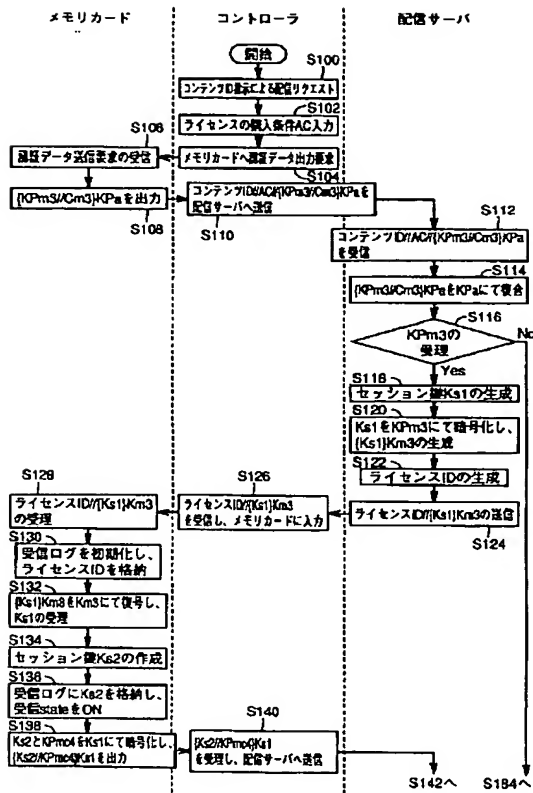 メモリカード
コントローラ
配信サーバ
開始
S100
コンテンツID指示による配信リクエスト
S102
ライセンスの購入条件AC入力
メモリカードへ認証データ出力要求
S104
S106
認証データ送信要求の受信
{KPm3//Cm3}KPaを出力
S108
コンテンツID//AC//{KPm3//Cm3}KPaを
配信サーバへ送信
S110
S112
コンテンツID//AC//{KPm3//Cm3}KPa
を受信
S114
{KPm3//Cm3}KPaをKPaにて復合
S116
KPm3の
受理
No
Yes
S118
セッション鍵Ks1の生成
S120
Ks1をKPm3にて暗号化し、
{Ks1}Km3の生成
S122
ライセンスIDの生成
ライセンスID//{Ks1}Km3の送信
S124
S126
ライセンスID//{Ks1}Km3
を受信し、メモリカードに入力
S128
ライセンスID//{Ks1}Km3
の受理
S130
受信ログを初期化し、
ライセンスIDを格納
S132
{Ks1}Km3をKm3にて復号し、
Ks1の受理
S134
セッション鍵Ks2の作成
S136
受信ログにKs2を格納し、
受信stateをON
S138
Ks2とKPmc4をKs1にて暗号化し、
{Ks2//KPmc4}Ks1を出力
S140
{Ks2//KPmc4}Ks1
を受理し、配信サーバへ送信
S142へ
S184へ